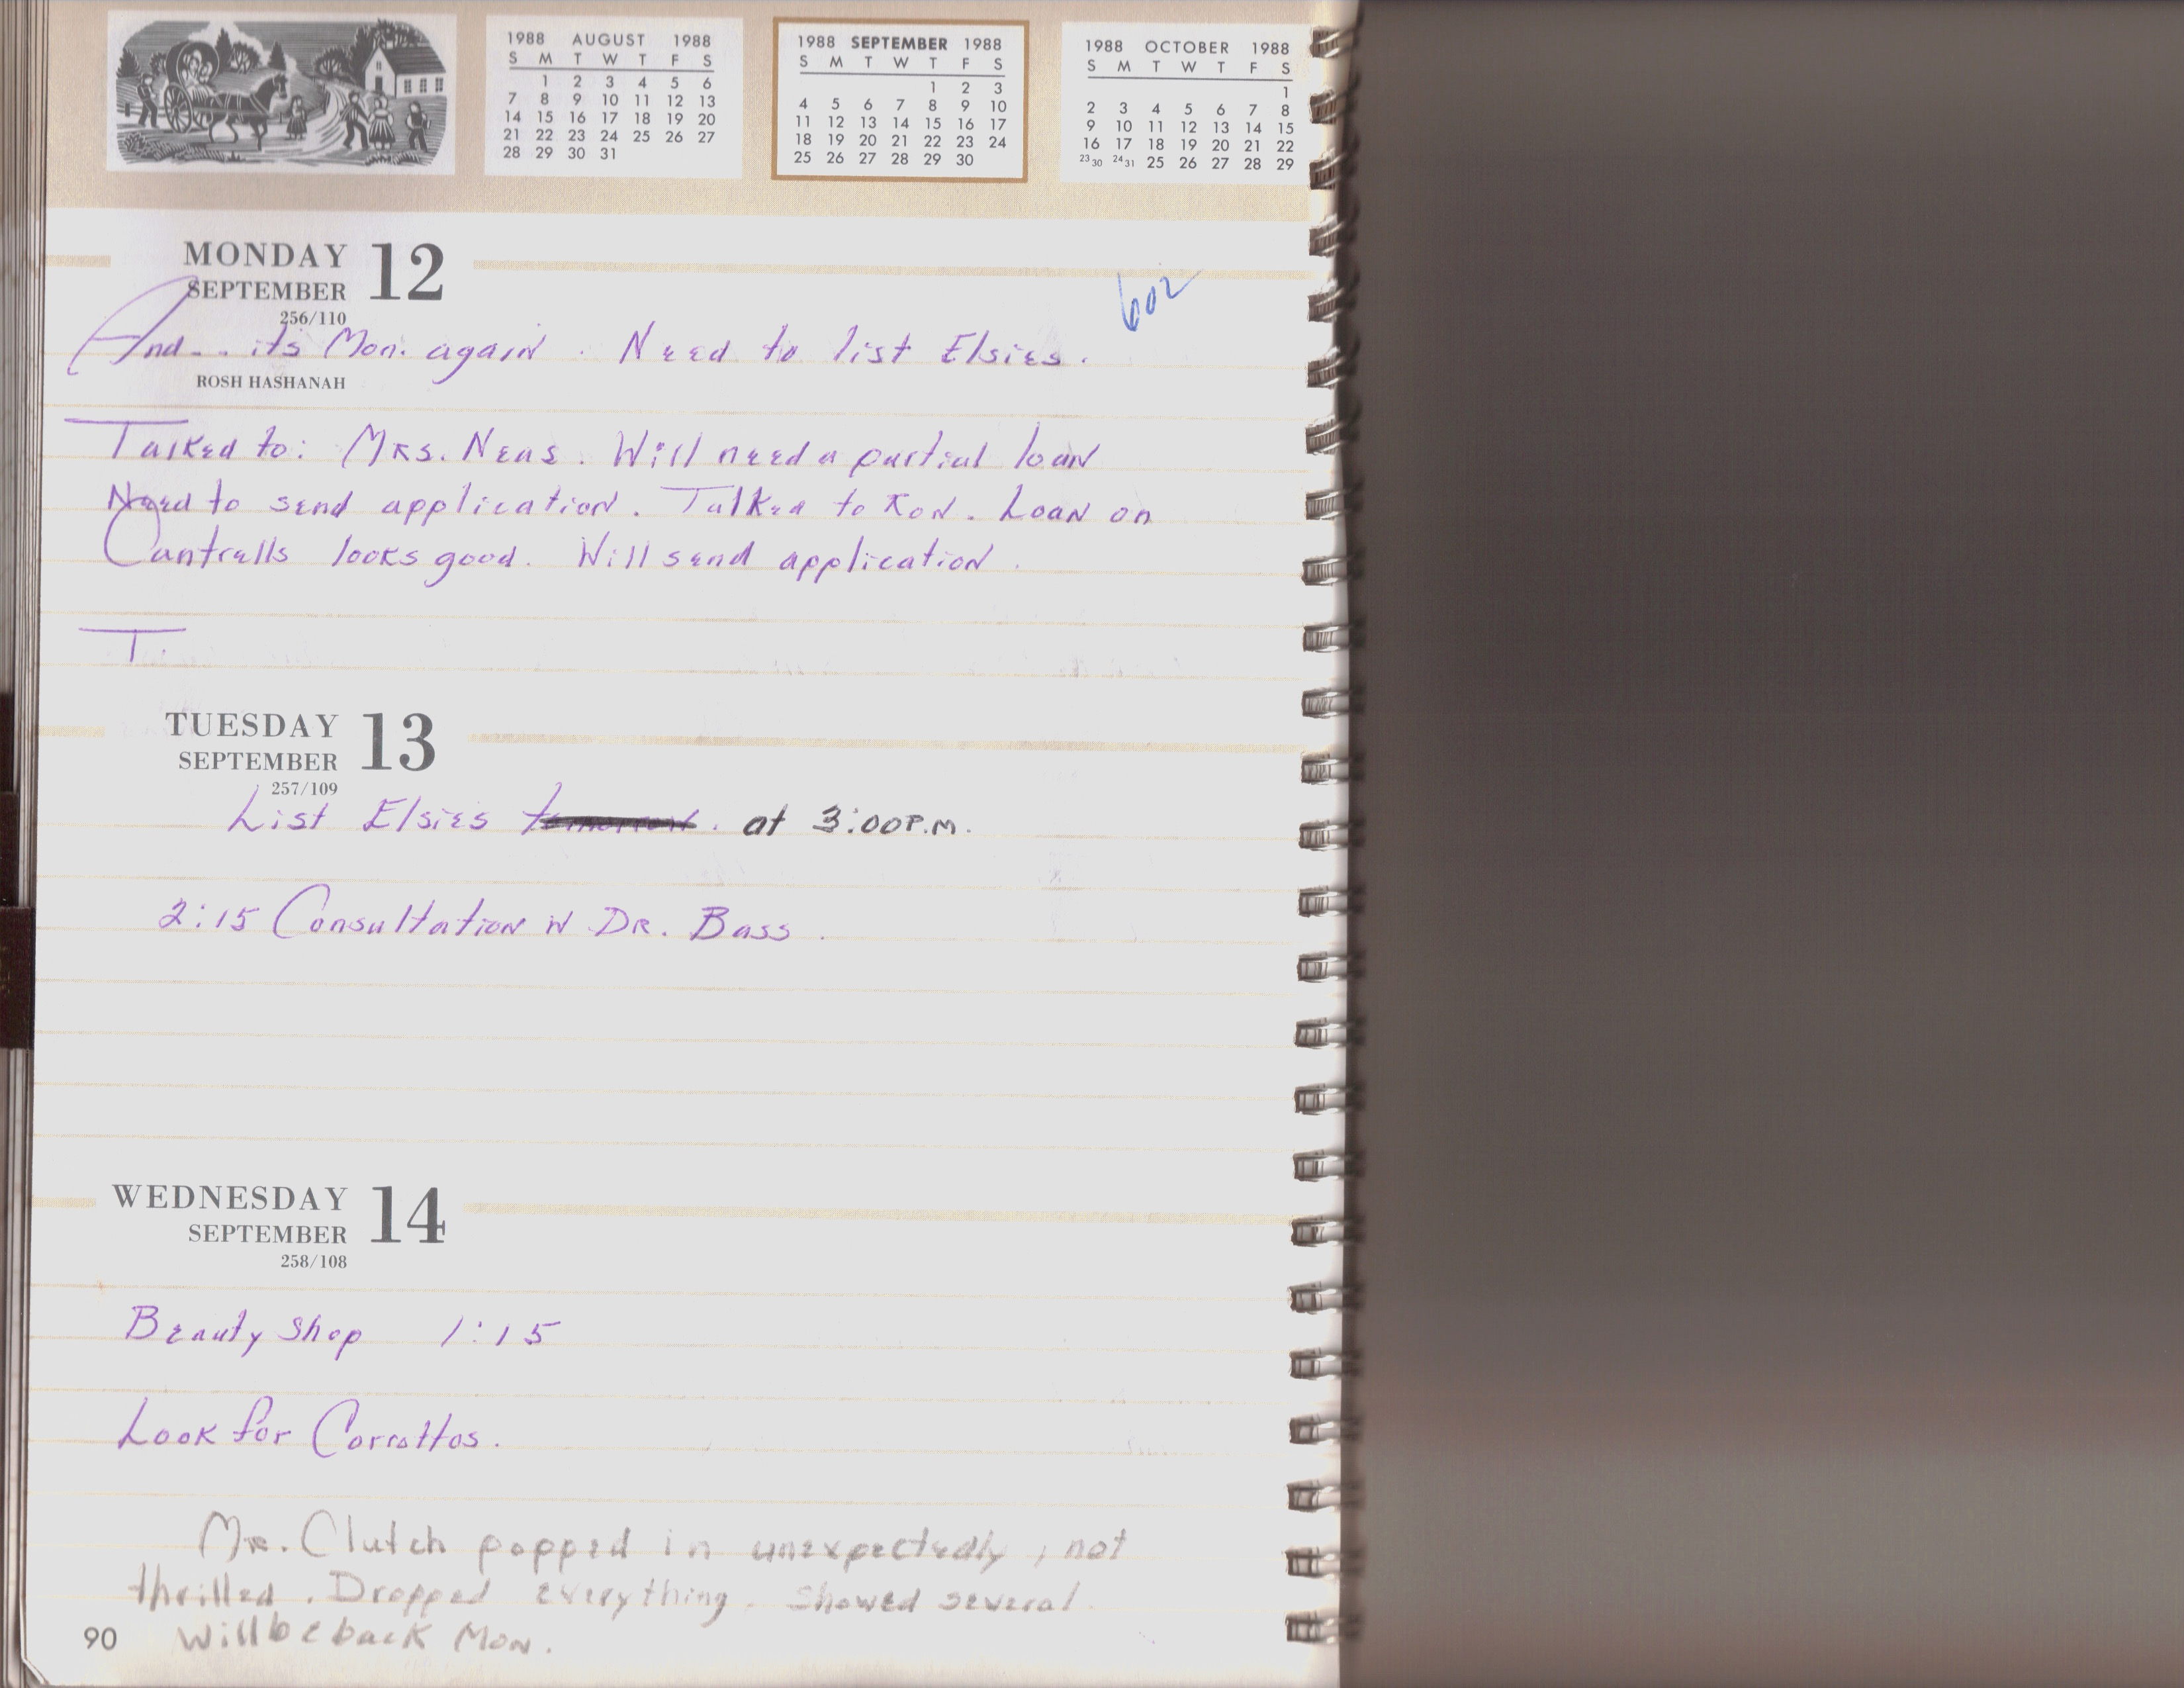 1988 AUGUST 1988
S M T W T F S
1 2 3 4 5 6
7 8 9 10 11 12 13
14 15 16 17 18 19 20
21 22 23 24 25 26 27
28 29 30 31
1988 SEPTEMBER 1988
S M T W T F S
1 2 3
4 5 6 7 8 9 10
11 12 13 14 15 16 17
18 19 20 21 22 23 24
25 26 27 28 29 30
1988 OCTOBER 1988
S M T W T F S
1
2 3 4 5 6 7 8
9 10 11 12 13 14 15
16 17 18 19 20 21 22
23 30 24 31 25 26 27 28 29
MONDAY 12
SEPTEMBER
256/110
602
And... its Mon. again. Need to list Elsies.
ROSH HASHANAH
Talked to: Mrs. Neas. Will need a partial loan
Need to send application. Talked to Ron. Loan on
Cantrells looks good. Will send application.
T.
TUESDAY 13
SEPTEMBER
257/109
List Elsies tomorrow. at 3:00 P.M.
2:15 Consultation W DR. Bass.
WEDNESDAY 14
SEPTEMBER
258/108
Beauty Shop 1:15
Look for Corrottos.
Mr. Clutch popped in unexpectedly, not
thrilled. Dropped everything. Showed several.
Will be back Mon.
90